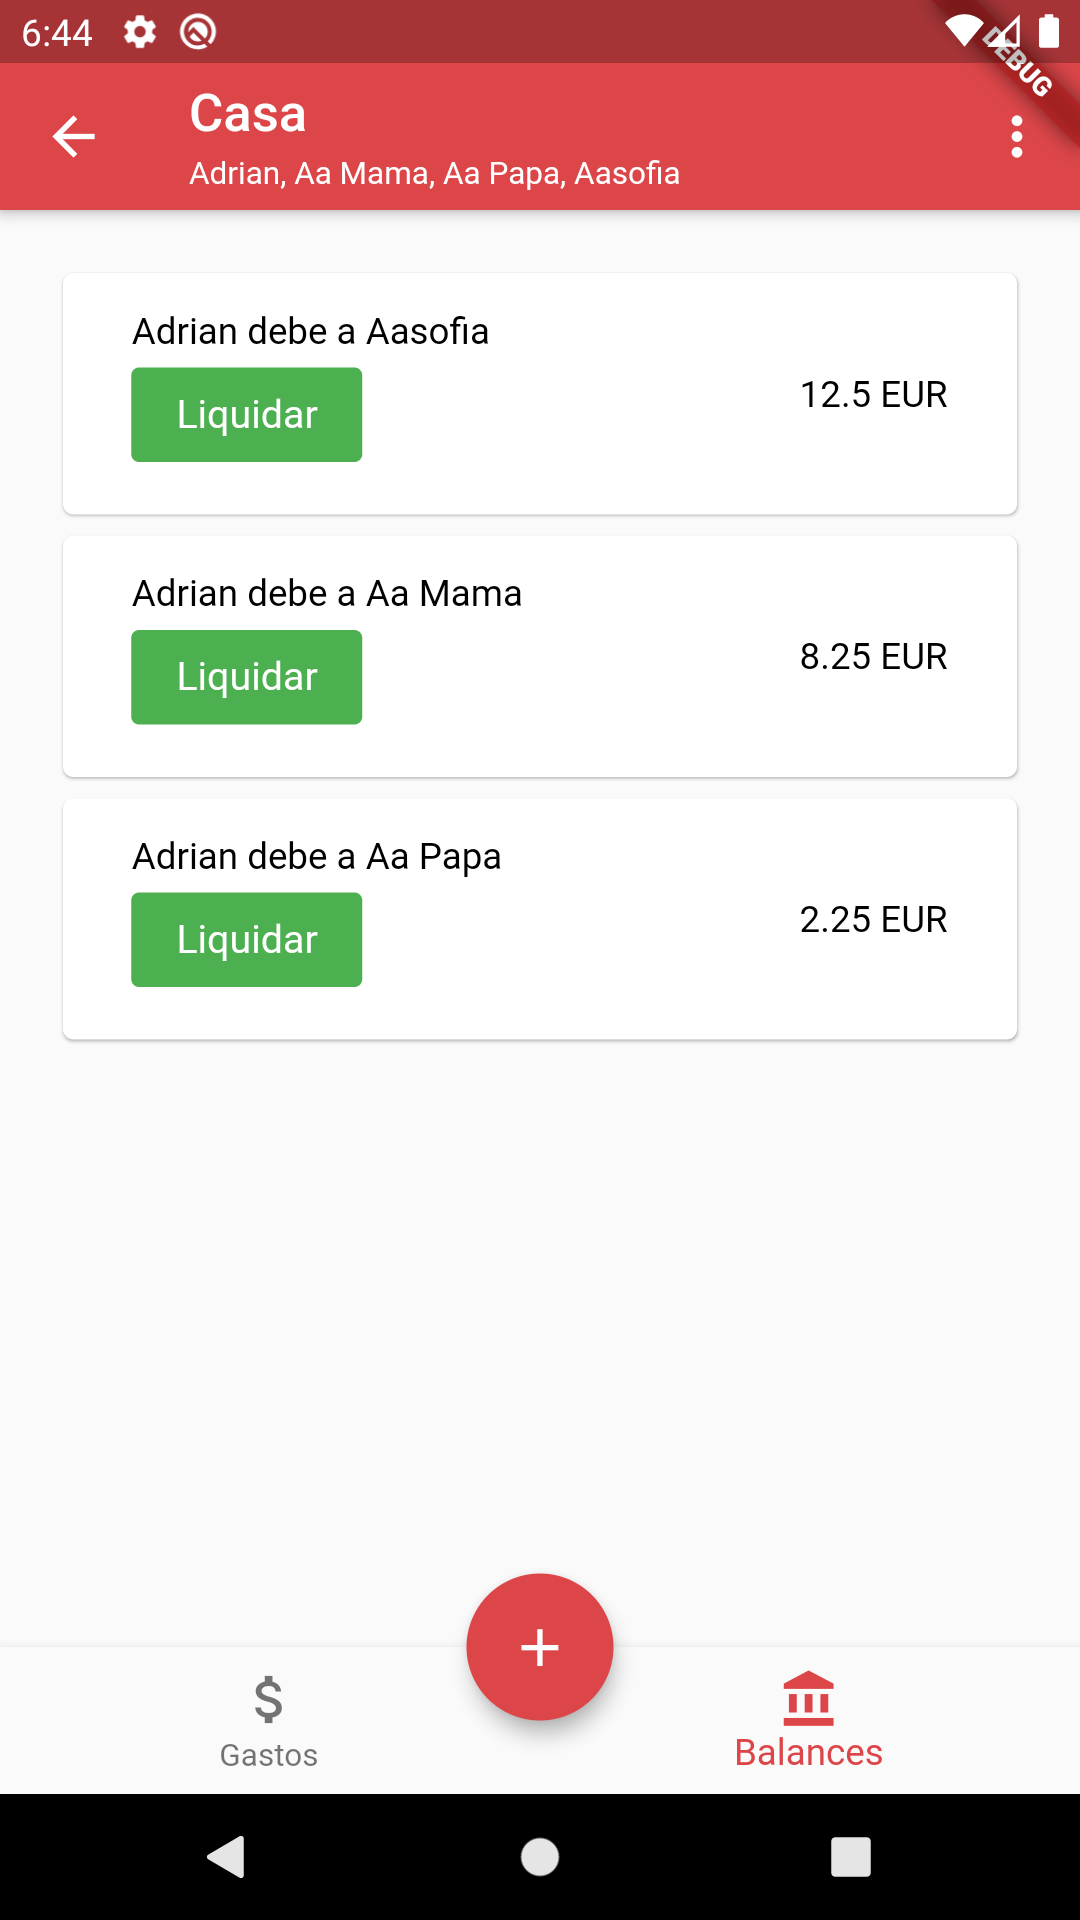 6:44
DEBUG
Casa
Adrian, Aa Mama, Aa Papa, Aasofia
Adrian debe a Aasofia
Liquidar
12.5 EUR
Adrian debe a Aa Mama
Liquidar
8.25 EUR
Adrian debe a Aa Papa
Liquidar
2.25 EUR
Gastos
Balances